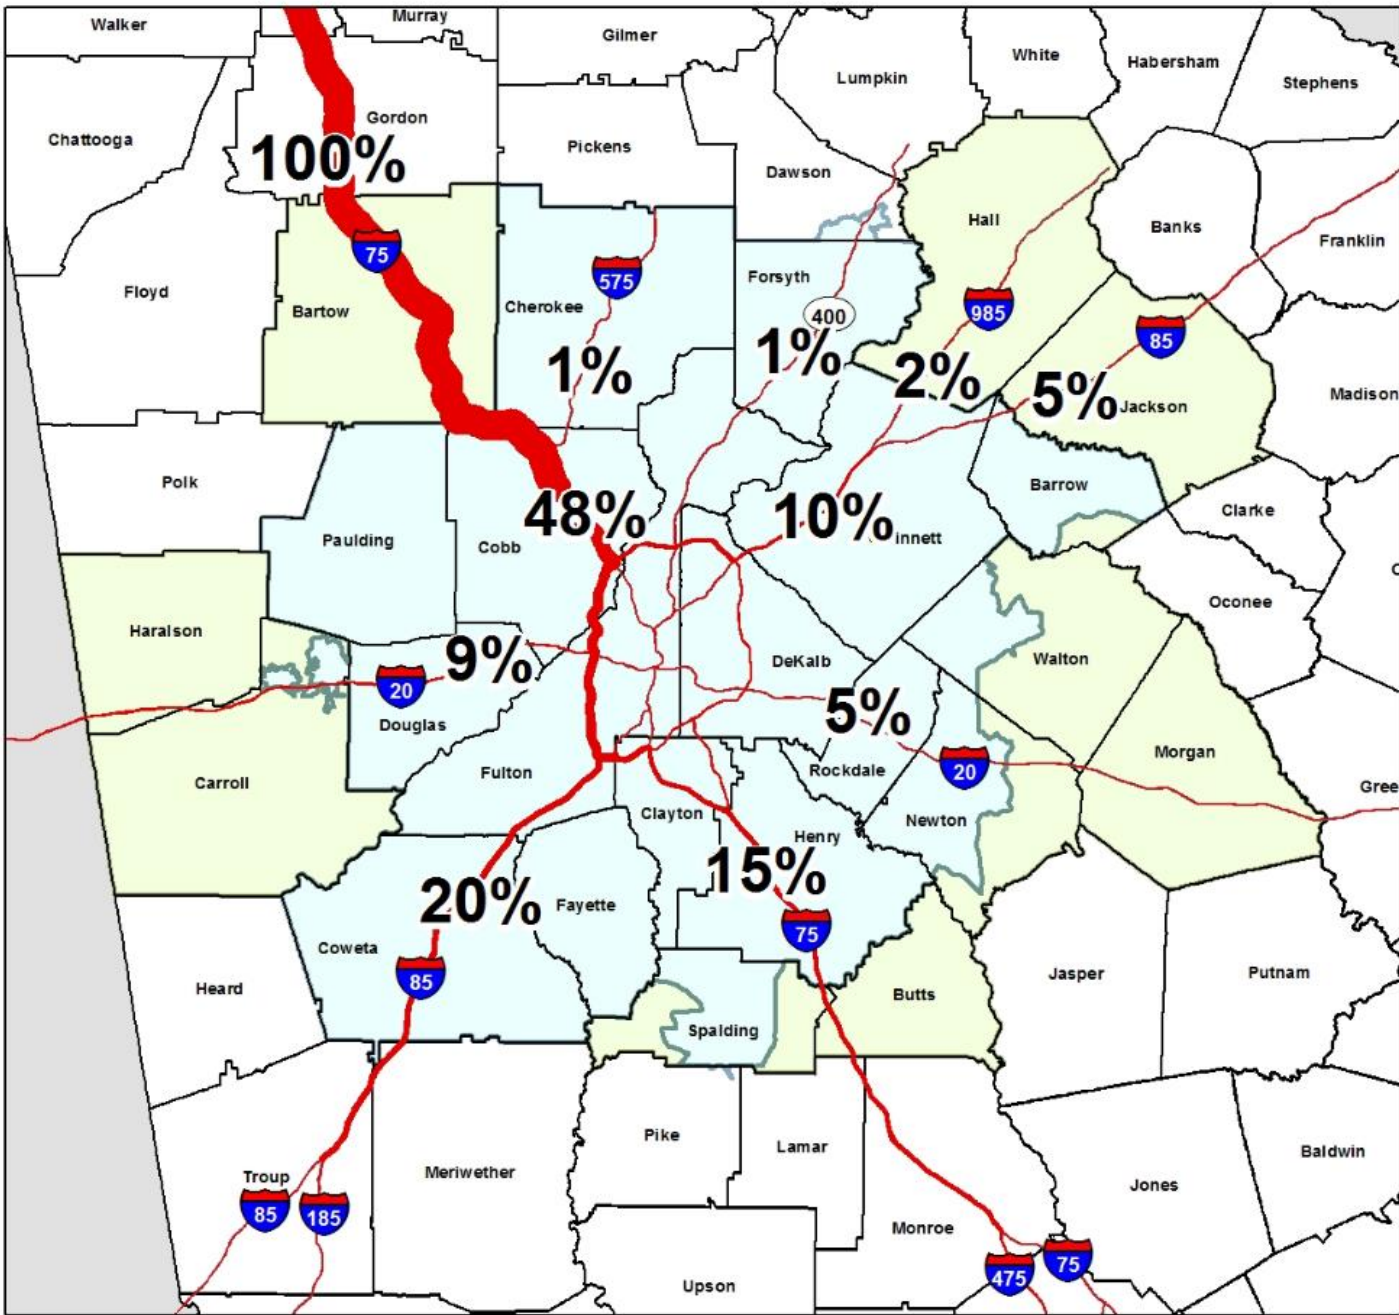 Walker
Murray
Gilmer
Lumpkin
White
Habersham
Stephens
Chattooga
Gordon
100%
Pickens
Dawson
Hall
Banks
Franklin
75
Floyd
Bartow
Cherokee
575
Forsyth
400
985
85
1%
1%
2%
5%
Jackson
Madison
Polk
Paulding
Cobb
48%
10%
innett
Barrow
Clarke
Oconee
Haralson
9%
20
Douglas
DeKalb
Walton
5%
Carroll
Fulton
Clayton
Rockdale
20
Newton
Morgan
Gree
Henry
15%
20%
Fayette
Coweta
85
75
Heard
Spalding
Butts
Jasper
Putnam
Pike
Lamar
Troup
85
185
Meriwether
Upson
Monroe
475
75
Jones
Baldwin